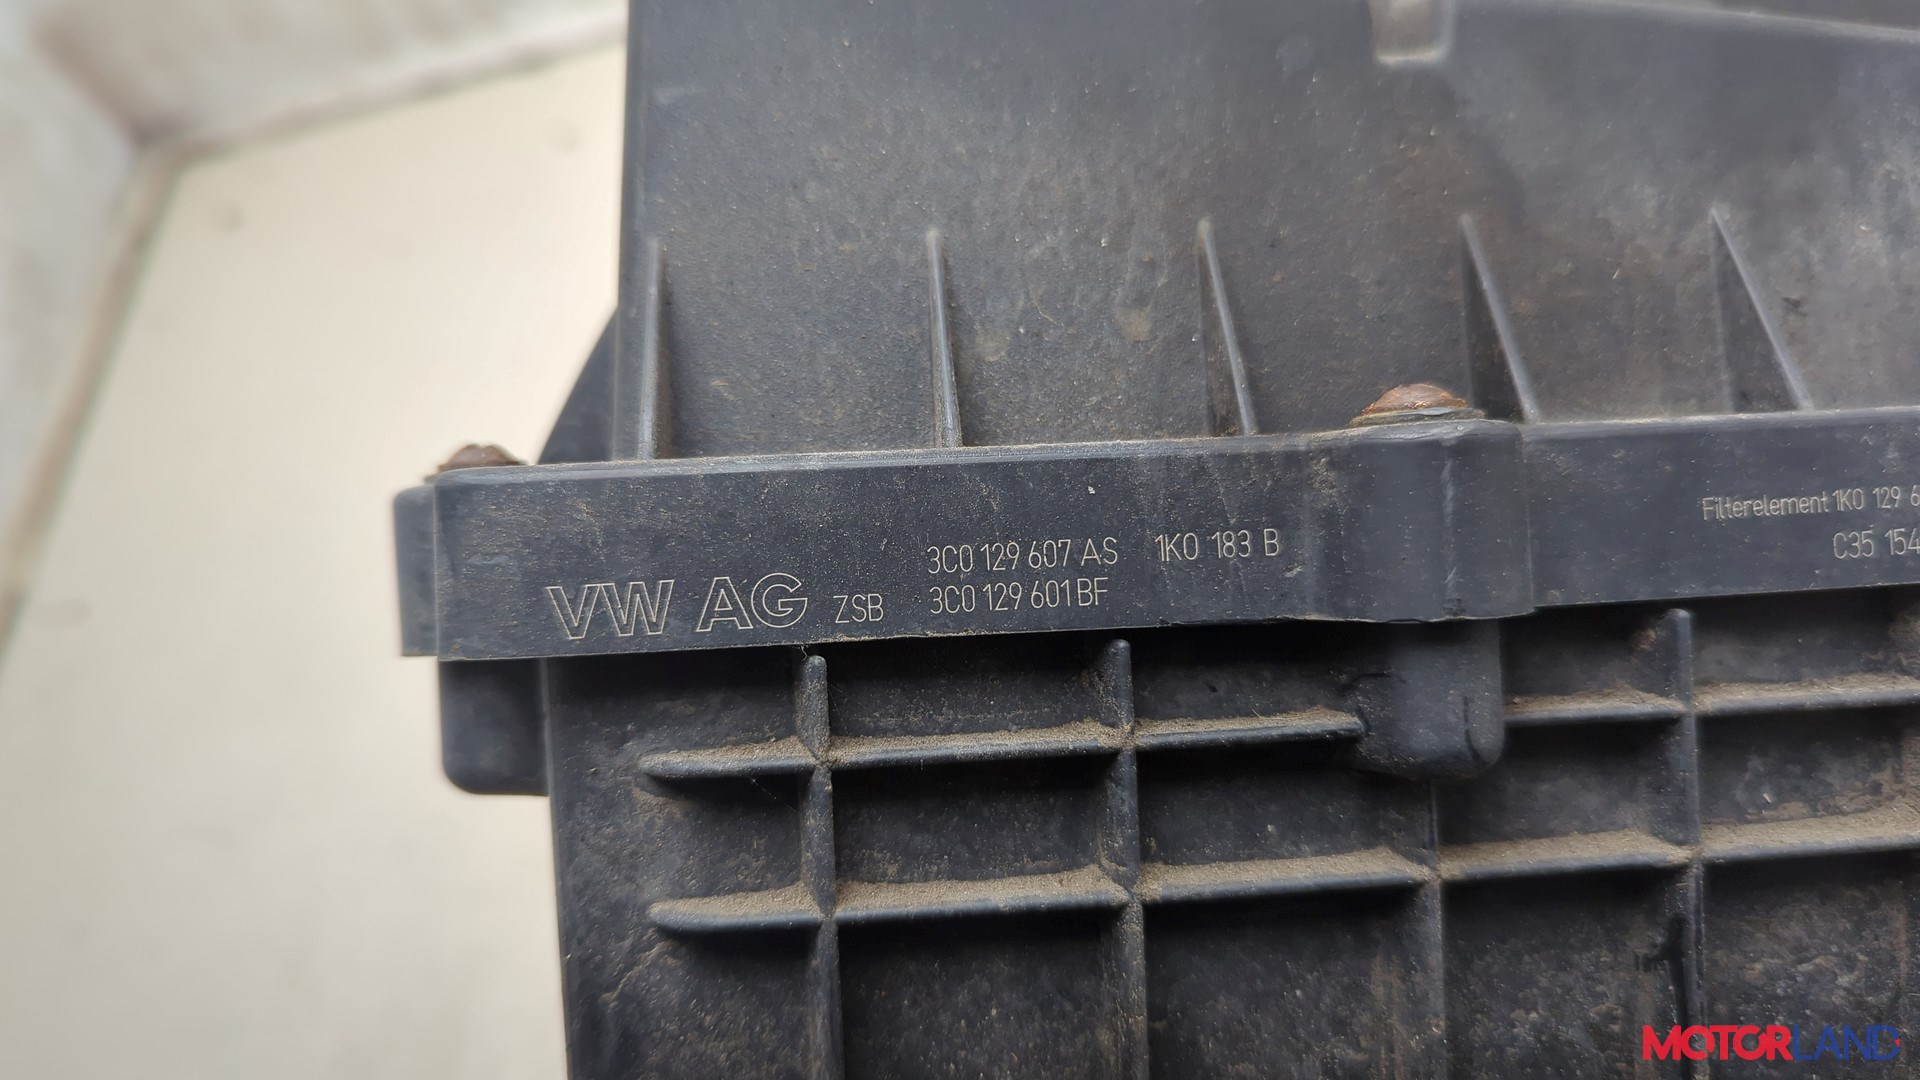 3C0 129 607 AS 1K0 183 B
VW AG ZSB 3C0 129 601 BF
Filterelement 1K0 129 6
C35 154
MOTORLAND